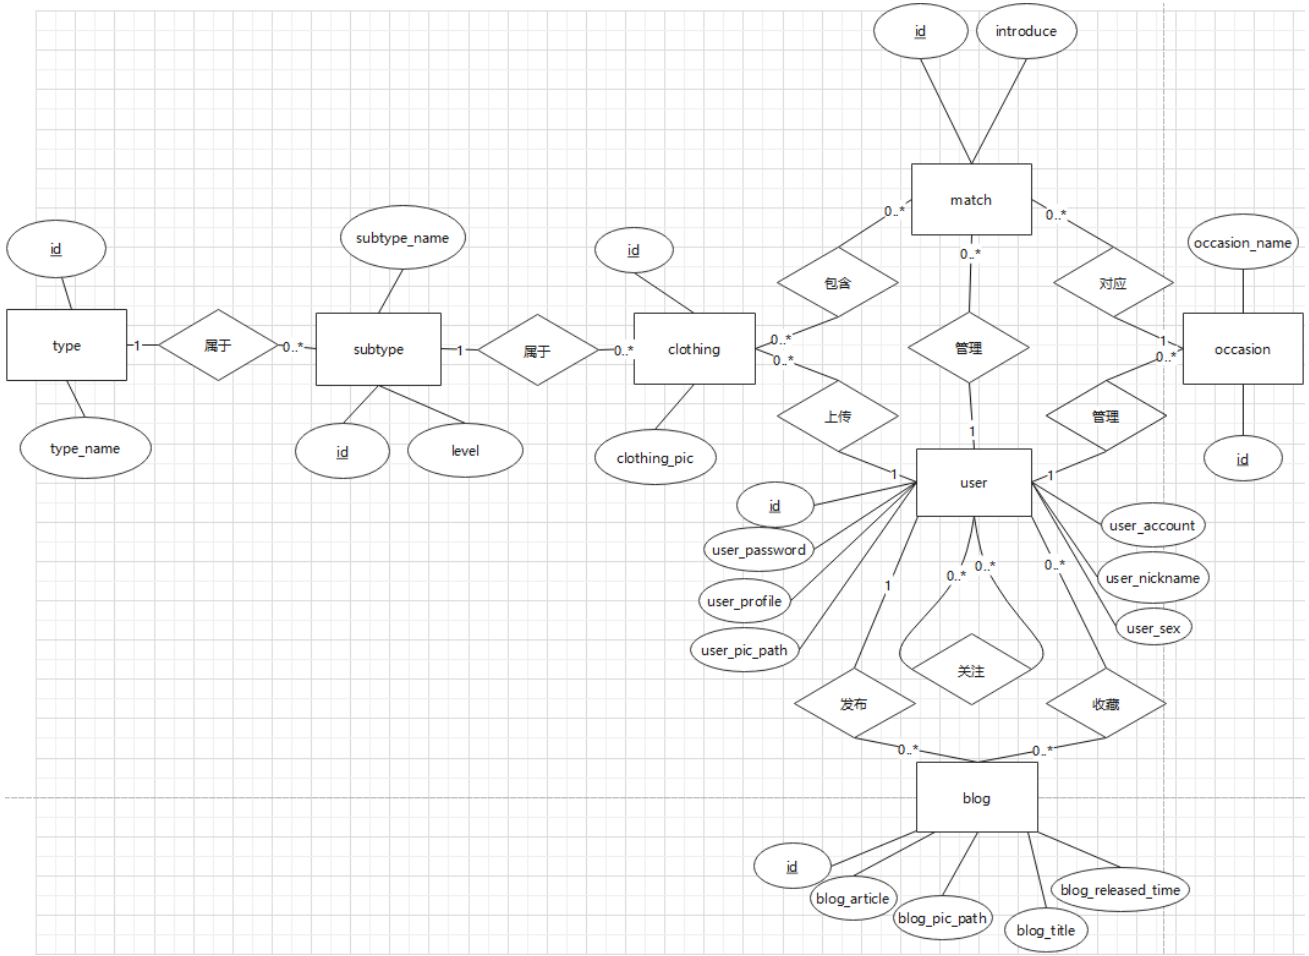 id
introduce
match
0..*
0..*
0..*
id
subtype_name
id
occasion_name
包含
对应
type
1
属于
0..*
subtype
1
属于
0..*
clothing
0..*
0..*
管理
1
0..*
occasion
type_name
id
level
clothing_pic
上传
管理
id
1
1
1
user
id
user_password
user_profile
user_pic_path
user_account
user_nickname
user_sex
1
0..*
0..*
0..*
发布
关注
收藏
0..*
0..*
blog
id
blog_article
blog_pic_path
blog_title
blog_released_time